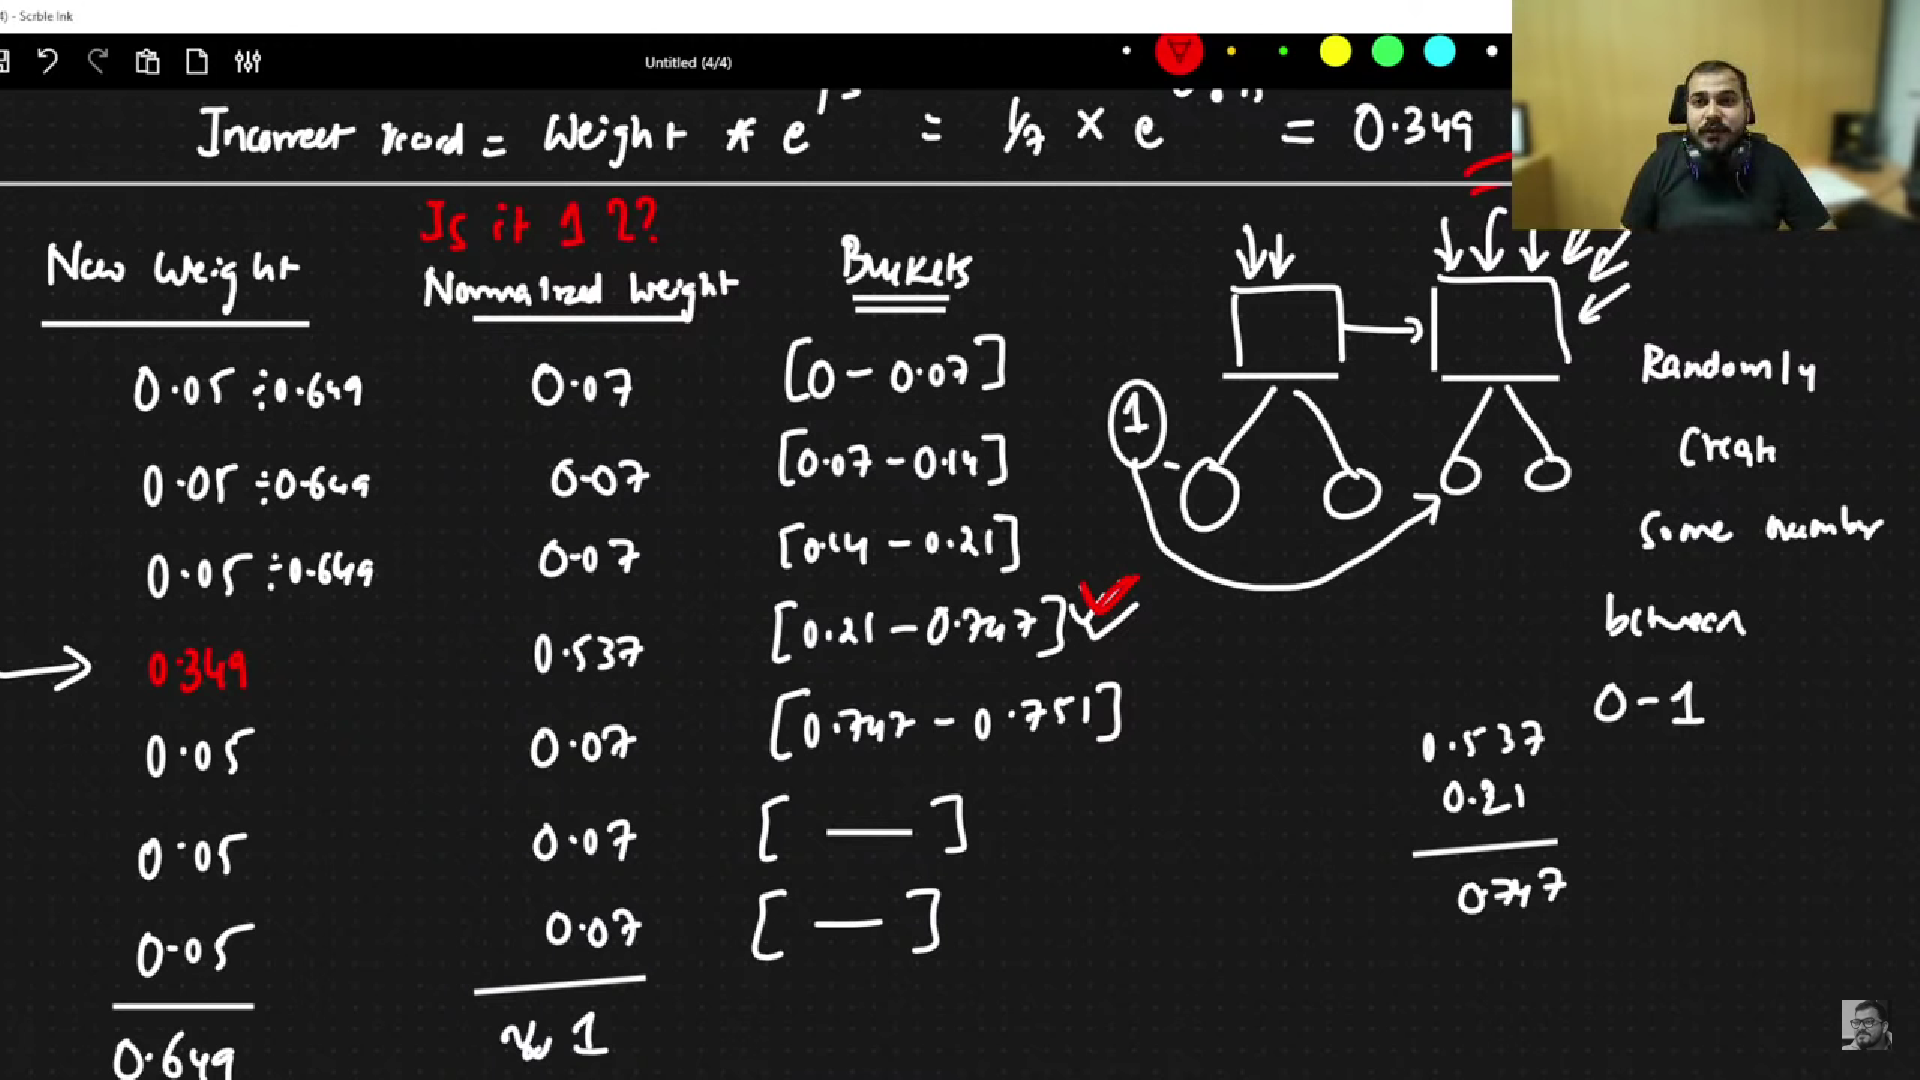 4) - Scrble Ink
Untitled (4/4)
Incorrect record = Weight * e = 1/7 × e = 0.349
Is it 1 ??
New Weight
Normalized Weight
Buckets
0.05 ÷0.649
0.07
[0 - 0.07]
0.05 ÷0.649
0.07
[0.07 - 0.14]
0.05 ÷0.649
0.07
[0.14 - 0.21]
0.349
0.537
[0.21 - 0.747]
0.05
0.07
[0.747 - 0.751]
0.05
0.07
[ — ]
0.05
0.07
[ — ]
0.649
≈ 1
1
Randomly
Create
Some number
between
0 - 1
0.537
0.21
0.747